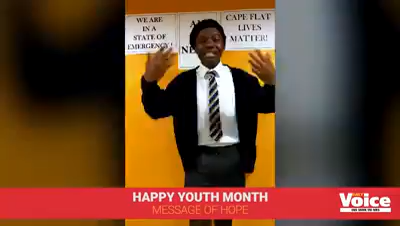 WE ARE
IN A
STATE OF
EMERGENCY!
CAPE FLAT
LIVES
MATTER!
HAPPY YOUTH MONTH
MESSAGE OF HOPE
Voice